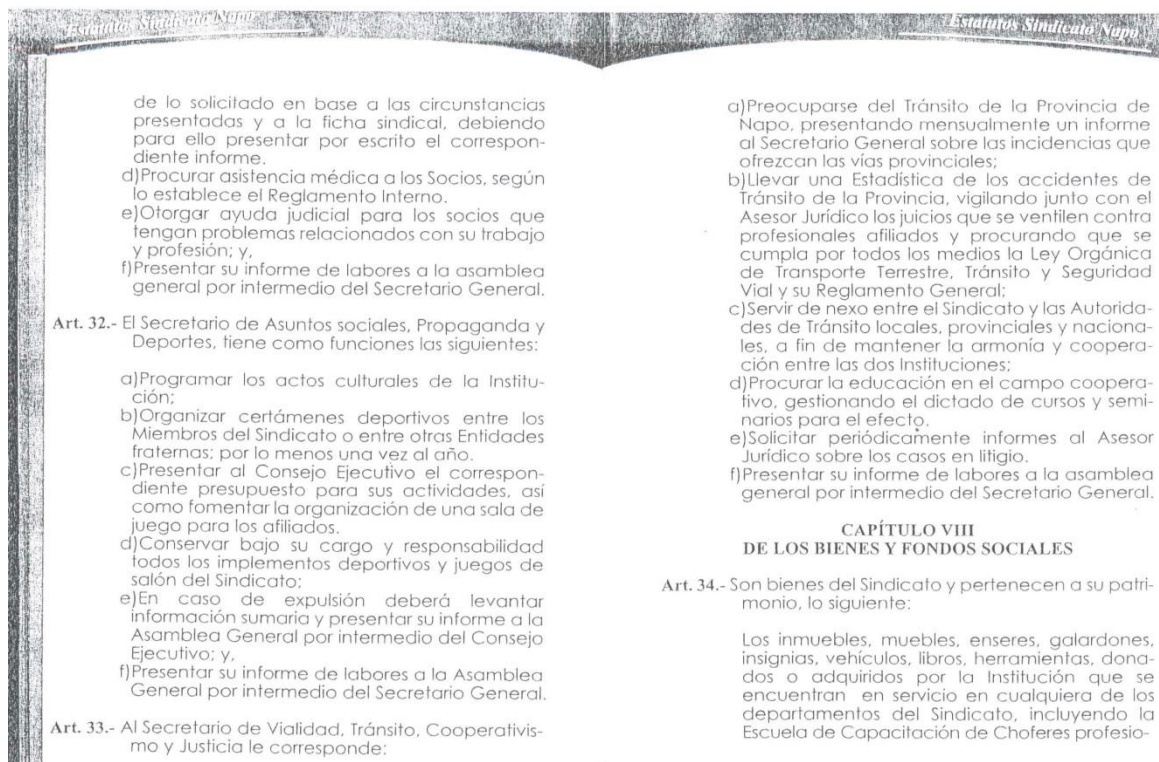 Estatutos Sindicato Napo
de lo solicitado en base a las circunstancias
presentadas y a la ficha sindical, debiendo
para ello presentar por escrito el correspon-
diente informe.
d)Procurar asistencia médica a los Socios, según
lo establece el Reglamento Interno.
e)Otorgar ayuda judicial para los socios que
tengan problemas relacionados con su trabajo
y profesión; y,
f)Presentar su informe de labores a la asamblea
general por intermedio del Secretario General.
Art. 32.- El Secretario de Asuntos sociales, Propaganda y
Deportes, tiene como funciones las siguientes:
a)Programar los actos culturales de la Institu-
ción;
b)Organizar certámenes deportivos entre los
Miembros del Sindicato o entre otras Entidades
fraternas; por lo menos una vez al año.
c)Presentar al Consejo Ejecutivo el correspon-
diente presupuesto para sus actividades, así
como fomentar la organización de una sala de
juego para los afiliados.
d)Conservar bajo su cargo y responsabilidad
todos los implementos deportivos y juegos de
salón del Sindicato;
e)En caso de expulsión deberá levantar
información sumaria y presentar su informe a la
Asamblea General por intermedio del Consejo
Ejecutivo; y,
f)Presentar su informe de labores a la Asamblea
General por intermedio del Secretario General.
Art. 33.- Al Secretario de Vialidad, Tránsito, Cooperativis-
mo y Justicia le corresponde:
Estatutos Sindicato Napo
a)Preocuparse del Tránsito de la Provincia de
Napo, presentando mensualmente un informe
al Secretario General sobre las incidencias que
ofrezcan las vías provinciales;
b)Llevar una Estadística de los accidentes de
Tránsito de la Provincia, vigilando junto con el
Asesor Jurídico los juicios que se ventilen contra
profesionales afiliados y procurando que se
cumpla por todos los medios la Ley Orgánica
de Transporte Terrestre, Tránsito y Seguridad
Vial y su Reglamento General;
c)Servir de nexo entre el Sindicato y las Autorida-
des de Tránsito locales, provinciales y naciona-
les, a fin de mantener la armonía y coopera-
ción entre las dos Instituciones;
d)Procurar la educación en el campo coopera-
tivo, gestionando el dictado de cursos y semi-
narios para el efecto.
e)Solicitar periódicamente informes al Asesor
Jurídico sobre los casos en litigio.
f)Presentar su informe de labores a la asamblea
general por intermedio del Secretario General.
CAPÍTULO VIII
DE LOS BIENES Y FONDOS SOCIALES
Art. 34.- Son bienes del Sindicato y pertenecen a su patri-
monio, lo siguiente:
Los inmuebles, muebles, enseres, galardones,
insignias, vehículos, libros, herramientas, dona-
dos o adquiridos por la Institución que se
encuentran en servicio en cualquiera de los
departamentos del Sindicato, incluyendo la
Escuela de Capacitación de Choferes profesio-